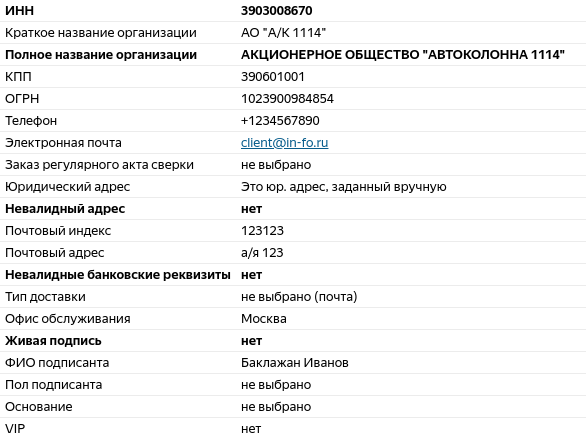 ИНН 3903008670
Краткое название организации АО "А/К 1114"
Полное название организации АКЦИОНЕРНОЕ ОБЩЕСТВО "АВТОКОЛОННА 1114"
КПП 390601001
ОГРН 1023900984854
Телефон +1234567890
Электронная почта client@in-fo.ru
Заказ регулярного акта сверки не выбрано
Юридический адрес Это юр. адрес, заданный вручную
Невалидный адрес нет
Почтовый индекс 123123
Почтовый адрес а/я 123
Невалидные банковские реквизиты нет
Тип доставки не выбрано (почта)
Офис обслуживания Москва
Живая подпись нет
ФИО подписанта Баклажан Иванов
Пол подписанта не выбрано
Основание не выбрано
VIP нет